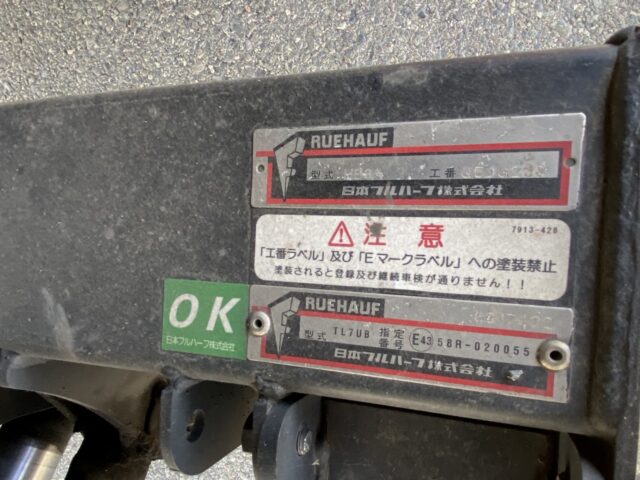 RUEHAUF
型式
工番
日本フルハーフ株式会社
⚠注意
7913-428
「工番ラベル」及び「Eマークラベル」への塗装禁止
塗装されると登録及び継続車検が通りません!!
OK
日本フルハーフ株式会社
RUEHAUF
型式 TL7UB 指定番号 E43 58R-020055
日本フルハーフ株式会社